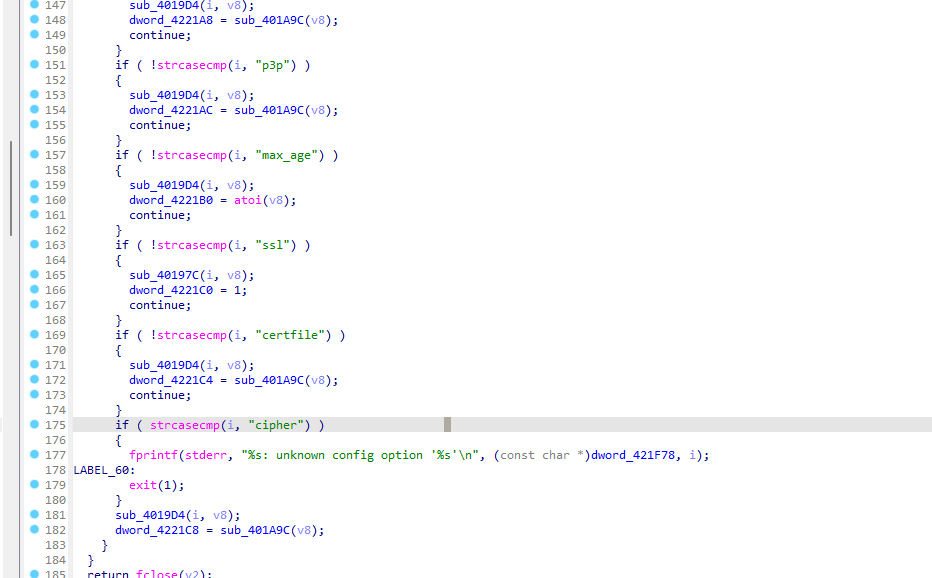 147 sub_4019D4(i, v8);
148 dword_4221A8 = sub_401A9C(v8);
149 continue;
150 }
151 if ( !strcasecmp(i, "p3p") )
152 {
153 sub_4019D4(i, v8);
154 dword_4221AC = sub_401A9C(v8);
155 continue;
156 }
157 if ( !strcasecmp(i, "max_age") )
158 {
159 sub_4019D4(i, v8);
160 dword_4221B0 = atoi(v8);
161 continue;
162 }
163 if ( !strcasecmp(i, "ssl") )
164 {
165 sub_40197C(i, v8);
166 dword_4221C0 = 1;
167 continue;
168 }
169 if ( !strcasecmp(i, "certfile") )
170 {
171 sub_4019D4(i, v8);
172 dword_4221C4 = sub_401A9C(v8);
173 continue;
174 }
175 if ( strcasecmp(i, "cipher") )
176 {
177 fprintf(stderr, "%s: unknown config option '%s'\n", (const char *)dword_421F78, i);
178 LABEL_60:
179 exit(1);
180 }
181 sub_4019D4(i, v8);
182 dword_4221C8 = sub_401A9C(v8);
183 }
184 }
185 return fclose(v2);